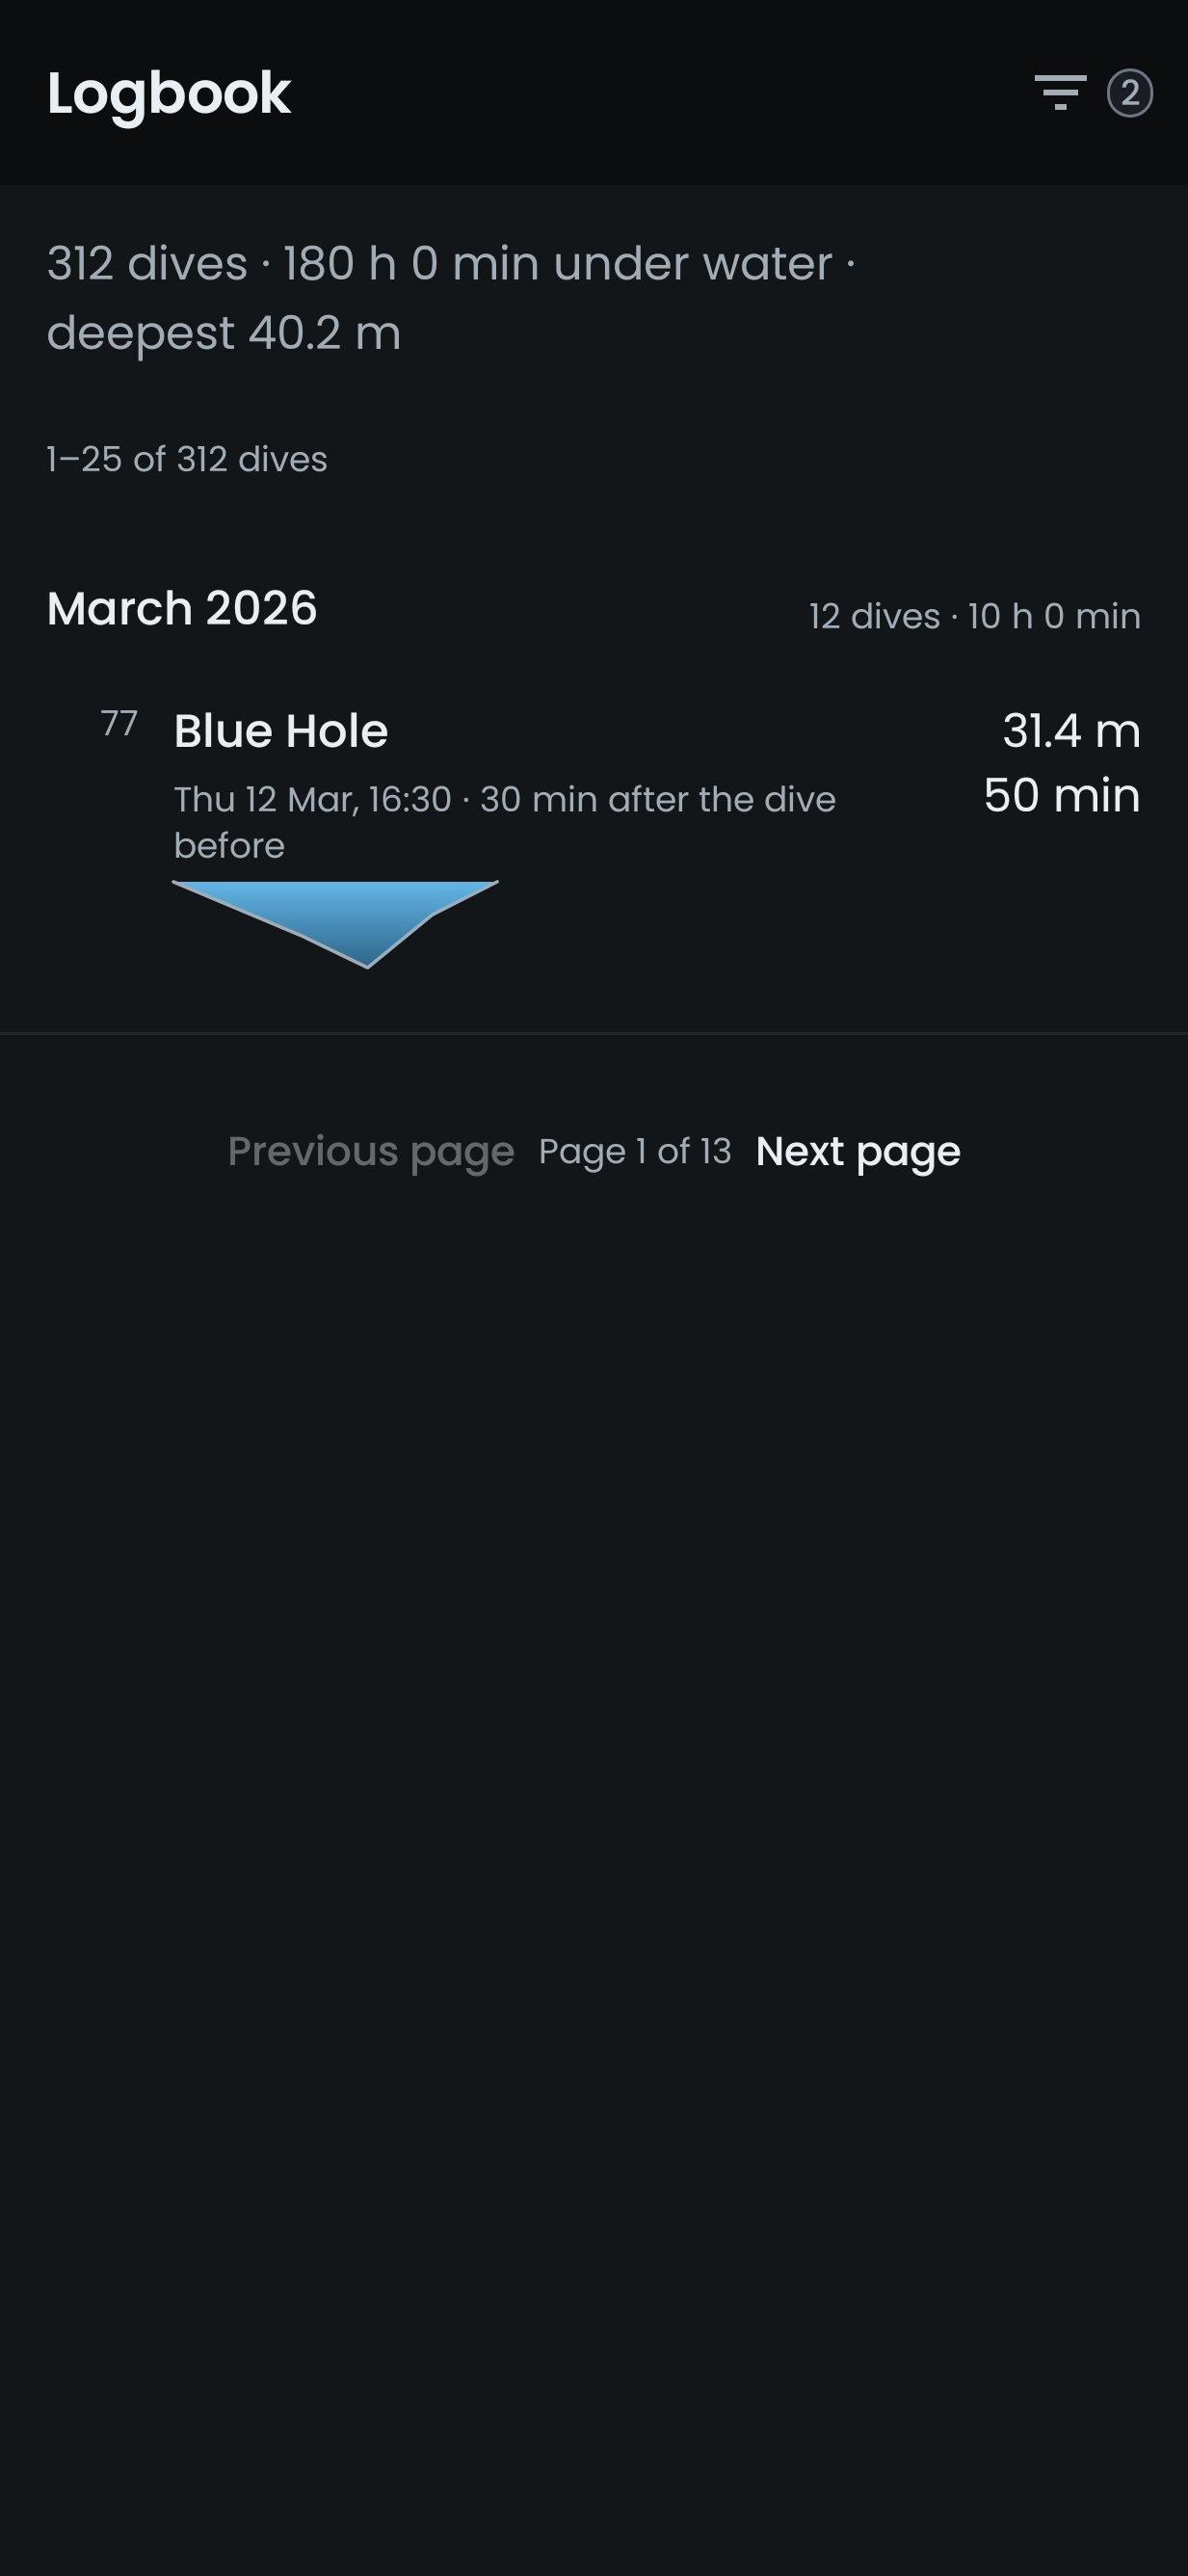 Logbook
2
312 dives · 180 h 0 min under water ·
deepest 40.2 m
1–25 of 312 dives
March 2026
12 dives · 10 h 0 min
77
Blue Hole
31.4 m
Thu 12 Mar, 16:30 · 30 min after the dive
before
50 min
Previous page
Page 1 of 13
Next page